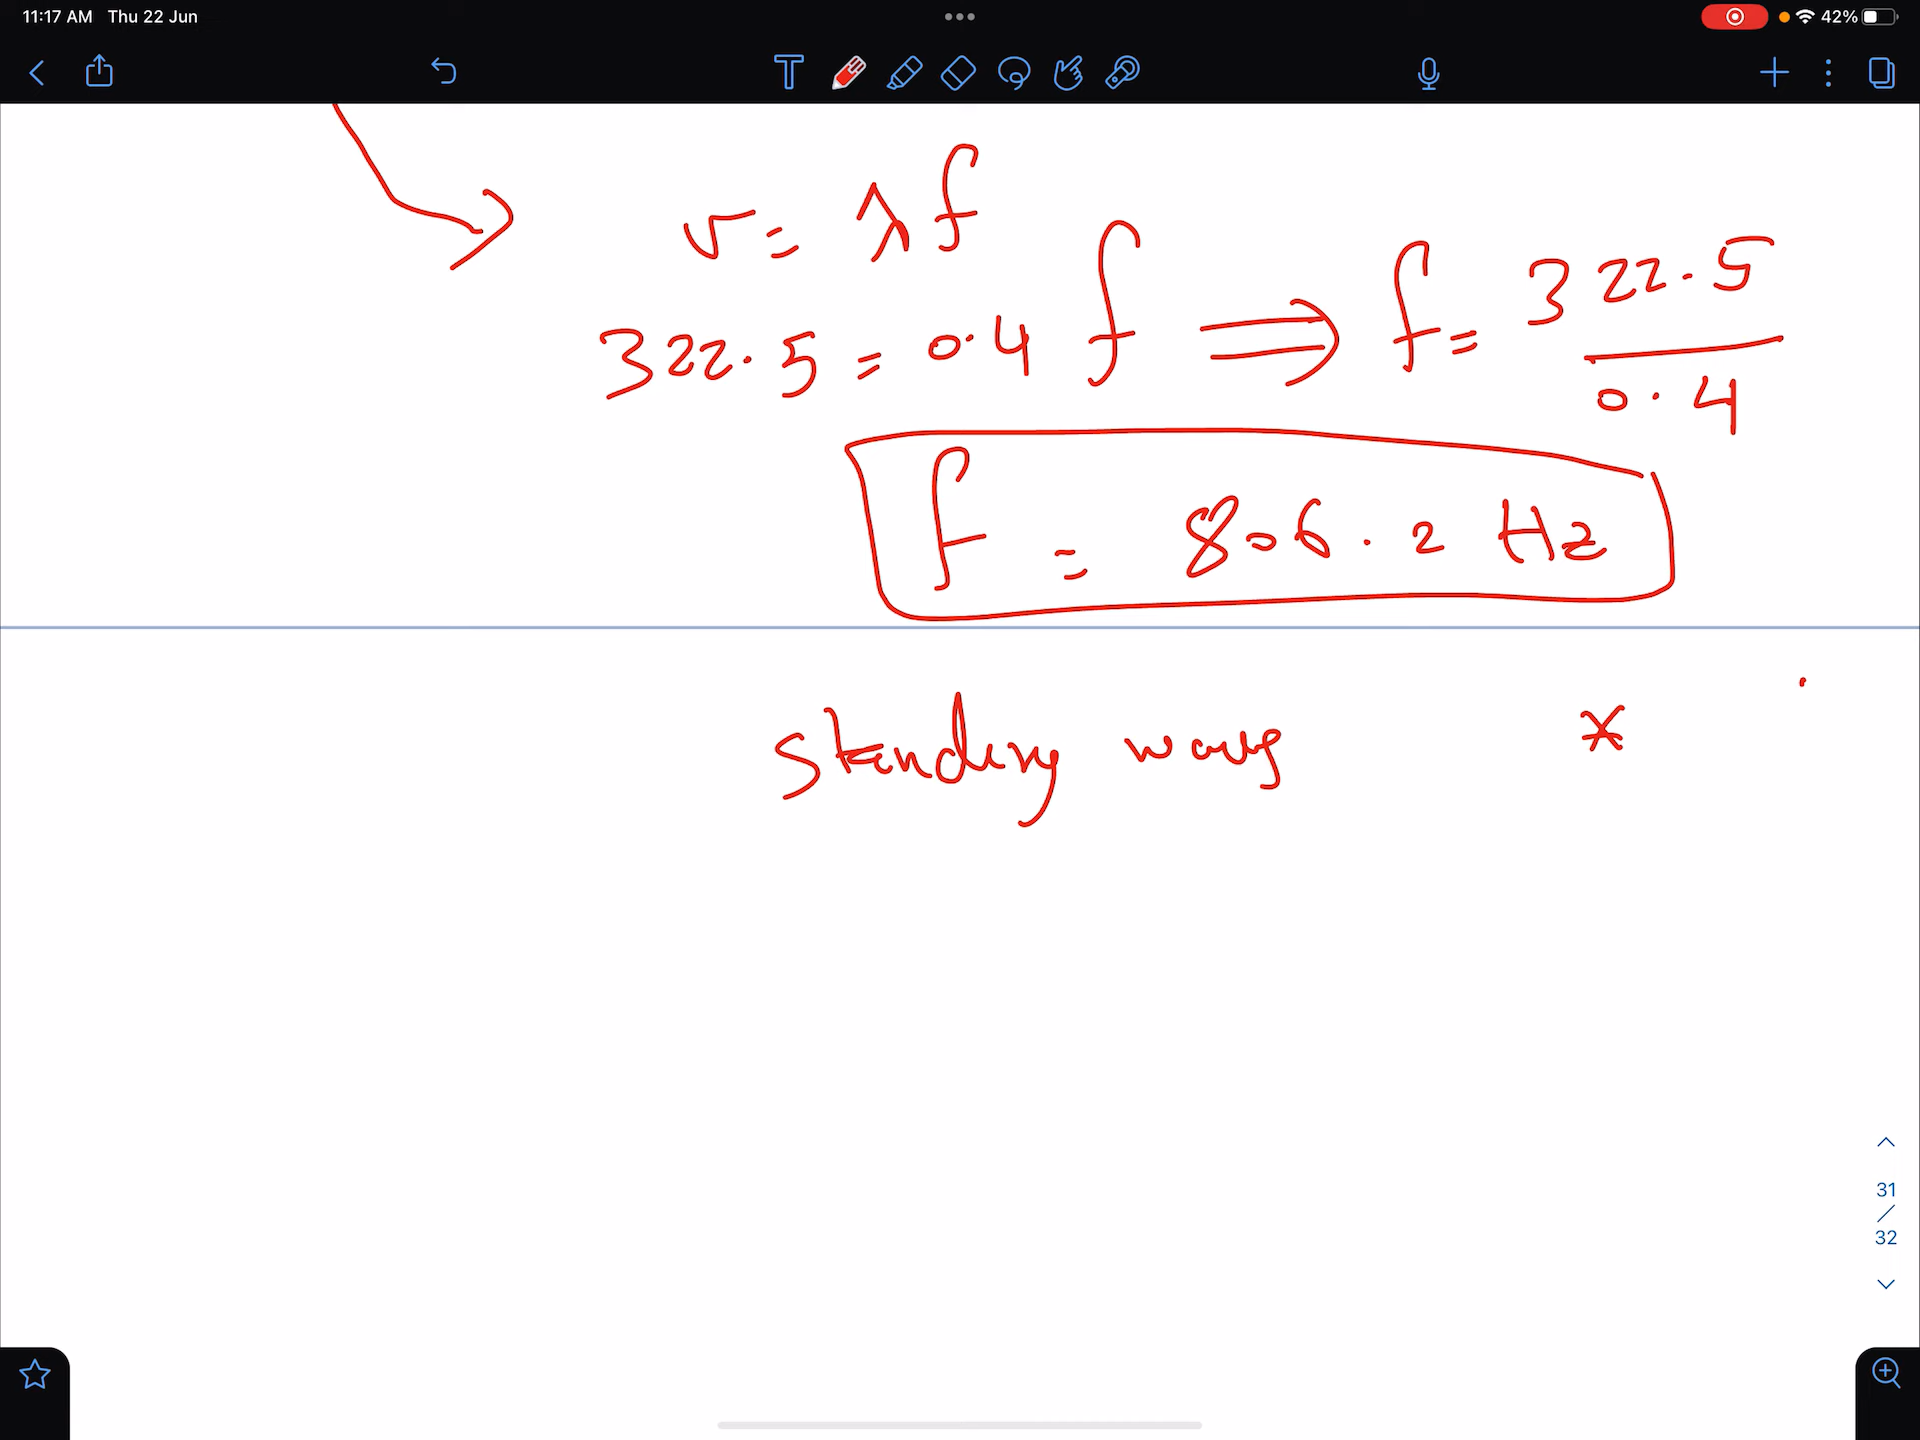 11:17 AM Thu 22 Jun
42%
T
v = λf
322.5 = 0.4 f ⟹ f = 322.5 / 0.4
f = 806.2 Hz
standing wave *
31
/
32